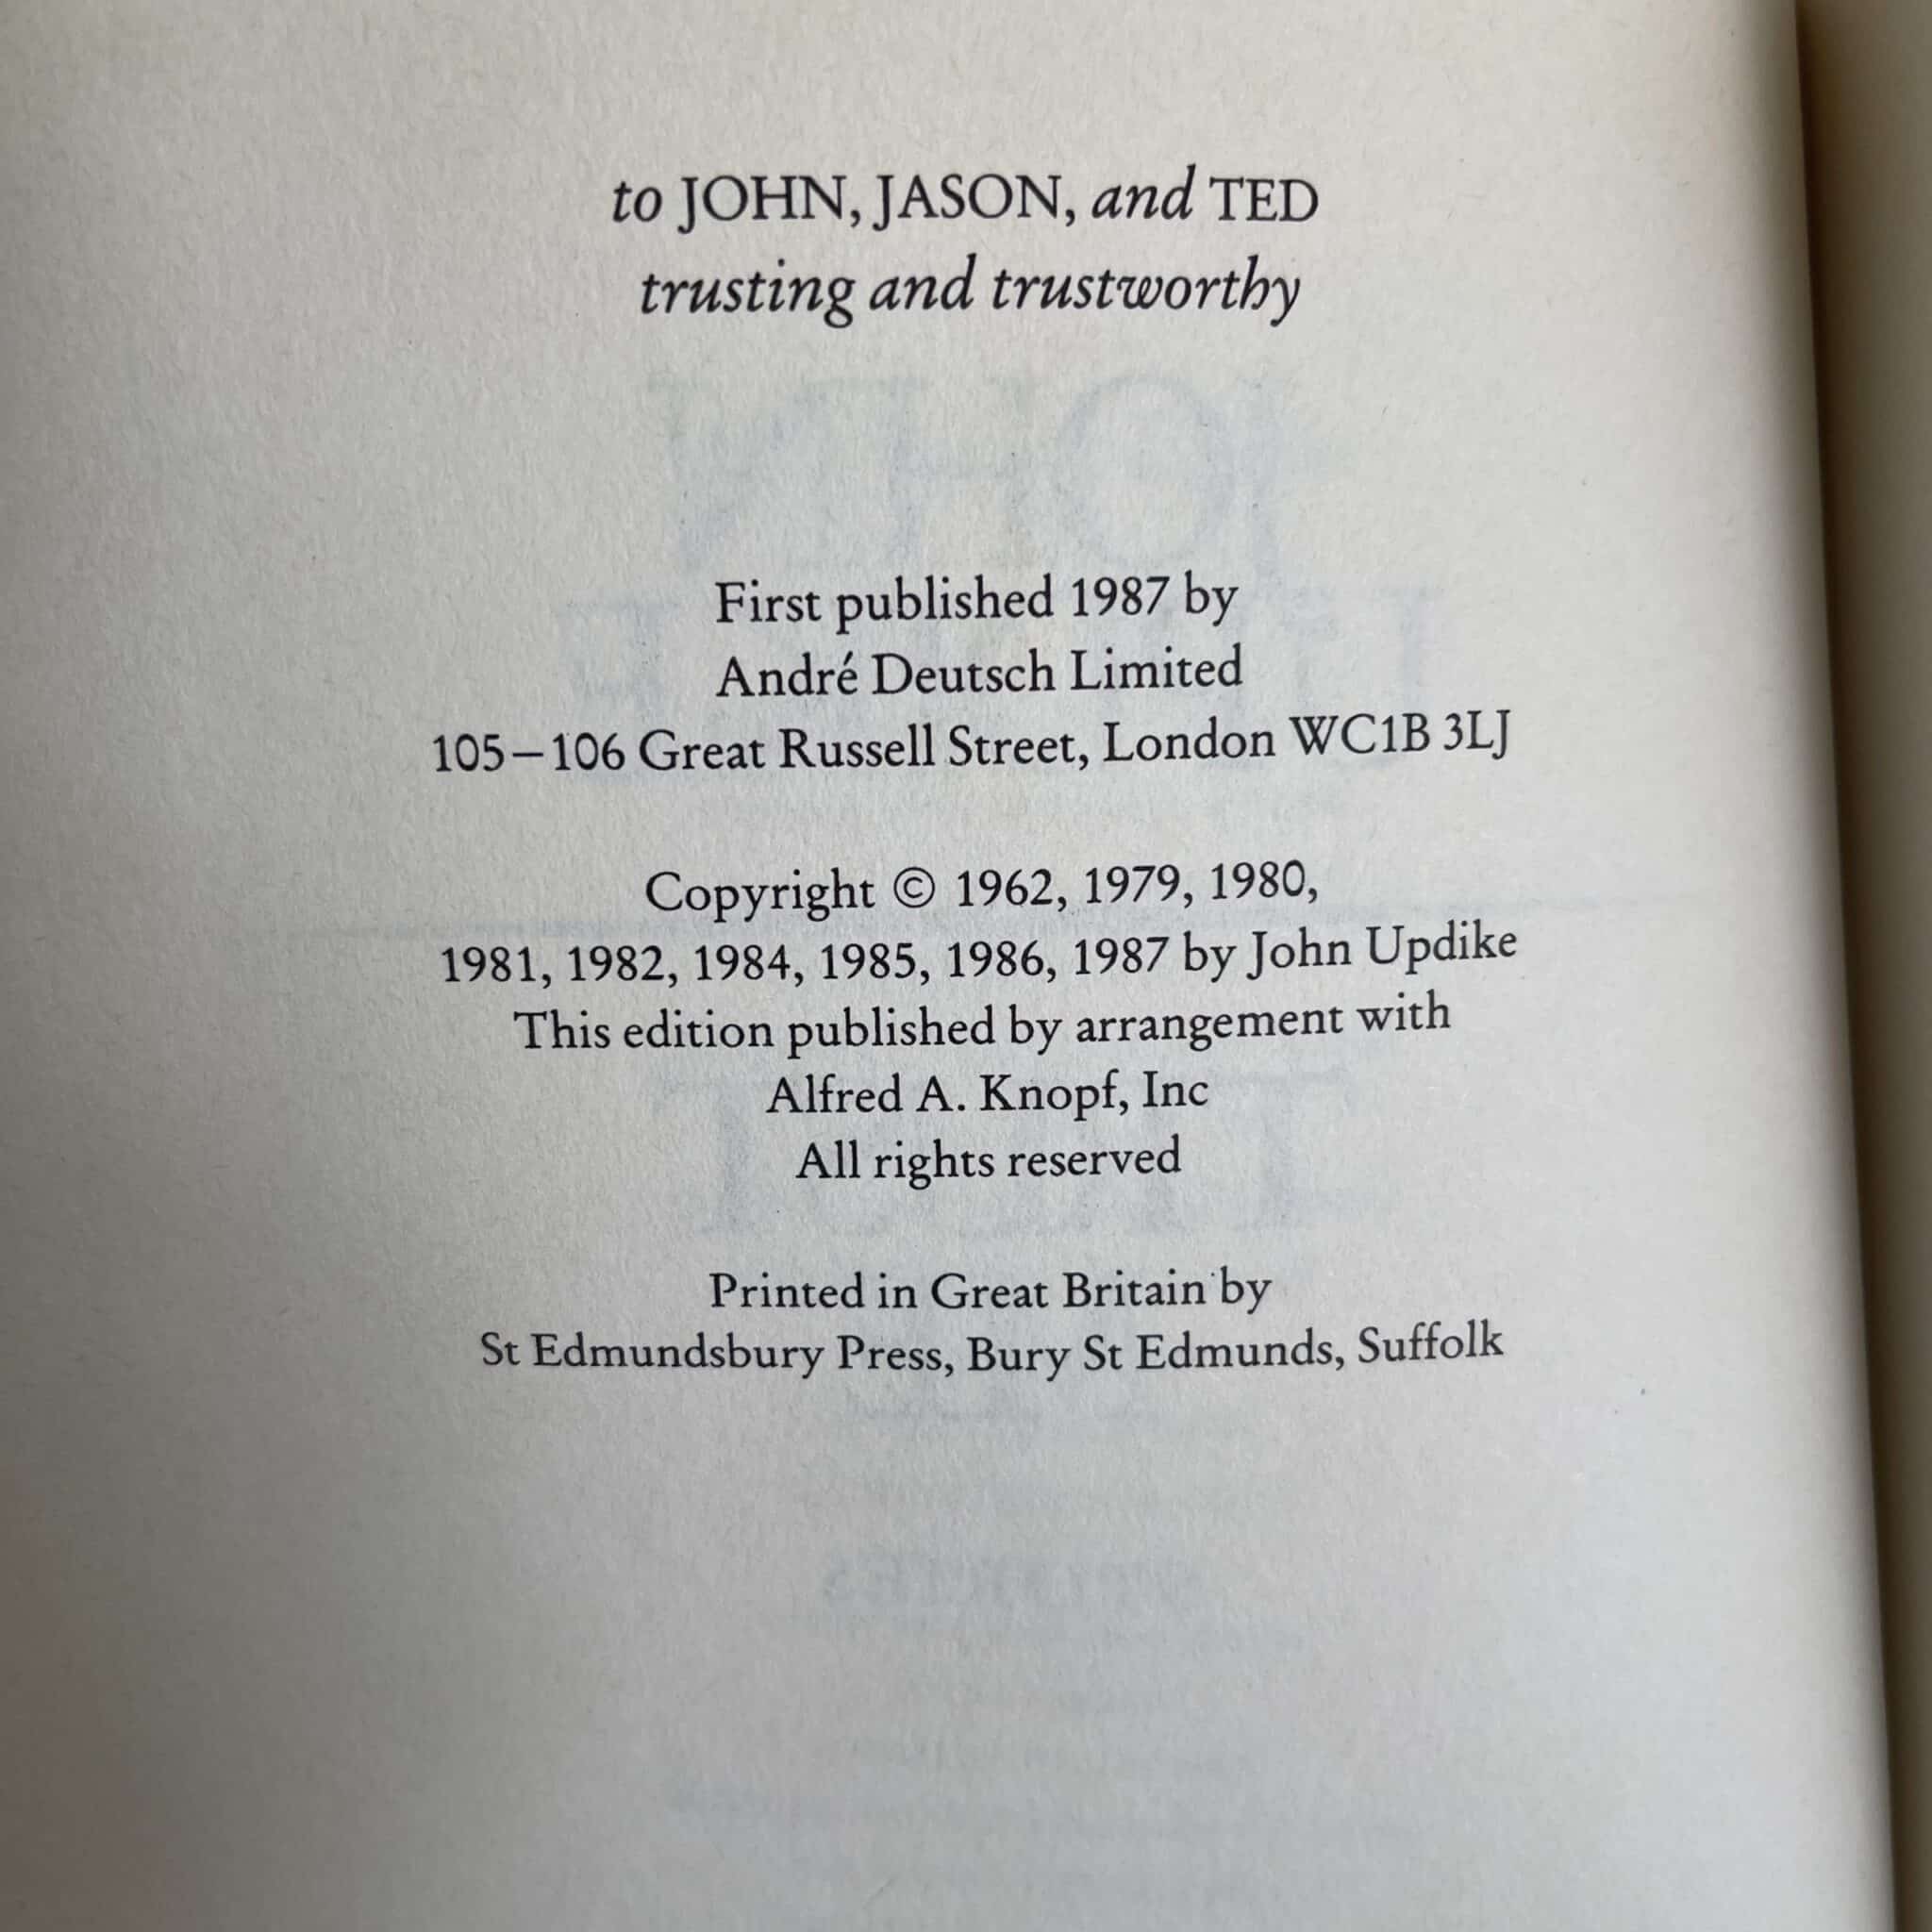 to JOHN, JASON, and TED
trusting and trustworthy
First published 1987 by
André Deutsch Limited
105–106 Great Russell Street, London WC1B 3LJ
Copyright © 1962, 1979, 1980,
1981, 1982, 1984, 1985, 1986, 1987 by John Updike
This edition published by arrangement with
Alfred A. Knopf, Inc
All rights reserved
Printed in Great Britain by
St Edmundsbury Press, Bury St Edmunds, Suffolk